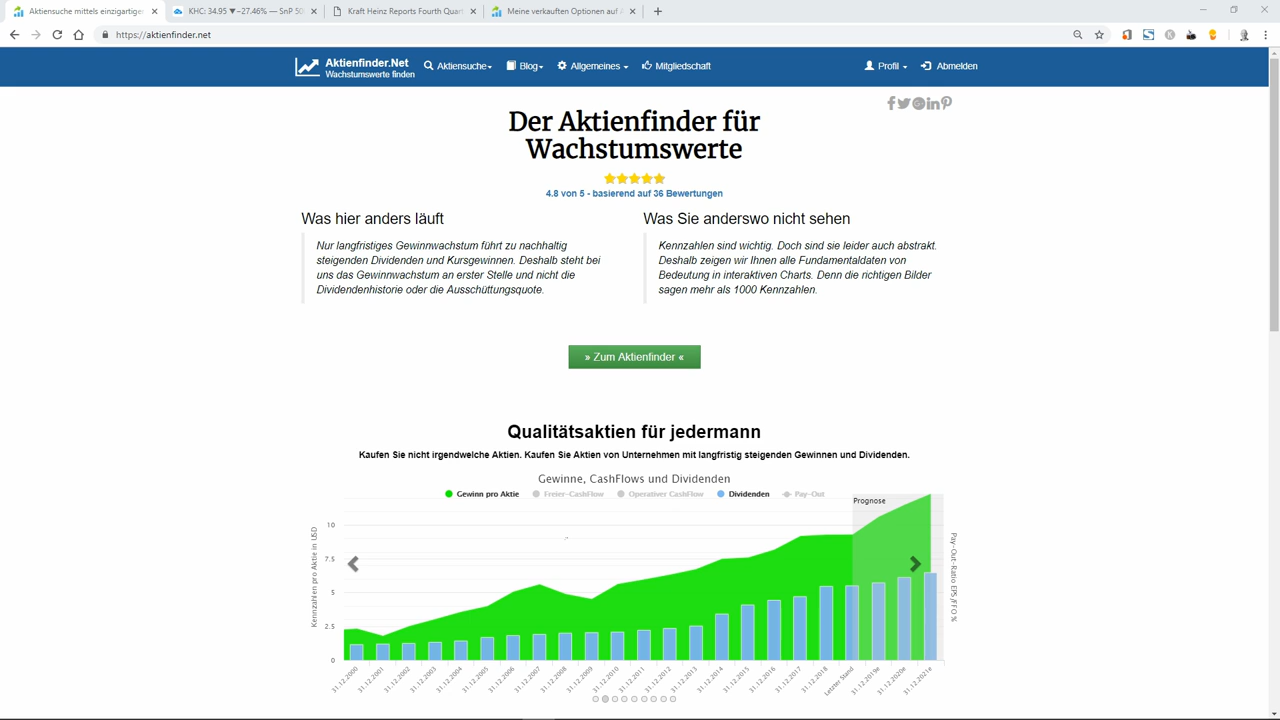 Aktiensuche mittels einzigartiger
KHC: 34.95 ▼−27.46% — SnP 50
Kraft Heinz Reports Fourth Quart
Meine verkauften Optionen auf A
https://aktienfinder.net
Aktienfinder.Net
Wachstumswerte finden
Aktiensuche
Blog
Allgemeines
Mitgliedschaft
Profil
Abmelden
Der Aktienfinder für
Wachstumswerte
4.8 von 5 - basierend auf 36 Bewertungen
Was hier anders läuft
Nur langfristiges Gewinnwachstum führt zu nachhaltig
steigenden Dividenden und Kursgewinnen. Deshalb steht bei
uns das Gewinnwachstum an erster Stelle und nicht die
Dividendenhistorie oder die Ausschüttungsquote.
Was Sie anderswo nicht sehen
Kennzahlen sind wichtig. Doch sind sie leider auch abstrakt.
Deshalb zeigen wir Ihnen alle Fundamentaldaten von
Bedeutung in interaktiven Charts. Denn die richtigen Bilder
sagen mehr als 1000 Kennzahlen.
» Zum Aktienfinder «
Qualitätsaktien für jedermann
Kaufen Sie nicht irgendwelche Aktien. Kaufen Sie Aktien von Unternehmen mit langfristig steigenden Gewinnen und Dividenden.
Gewinne, CashFlows und Dividenden
Gewinn pro Aktie
Freier-CashFlow
Operativer CashFlow
Dividenden
Pay-Out
Prognose
Kennzahlen pro Aktie in USD
10
7.5
5
2.5
0
Pay-Out-Ratio EPS/FFO %
31.12.2000
31.12.2001
31.12.2002
31.12.2003
31.12.2004
31.12.2005
31.12.2006
31.12.2007
31.12.2008
31.12.2009
31.12.2010
31.12.2011
31.12.2012
31.12.2013
31.12.2014
31.12.2015
31.12.2016
31.12.2017
31.12.2018
Letzter Stand
31.12.2019e
31.12.2020e
31.12.2021e